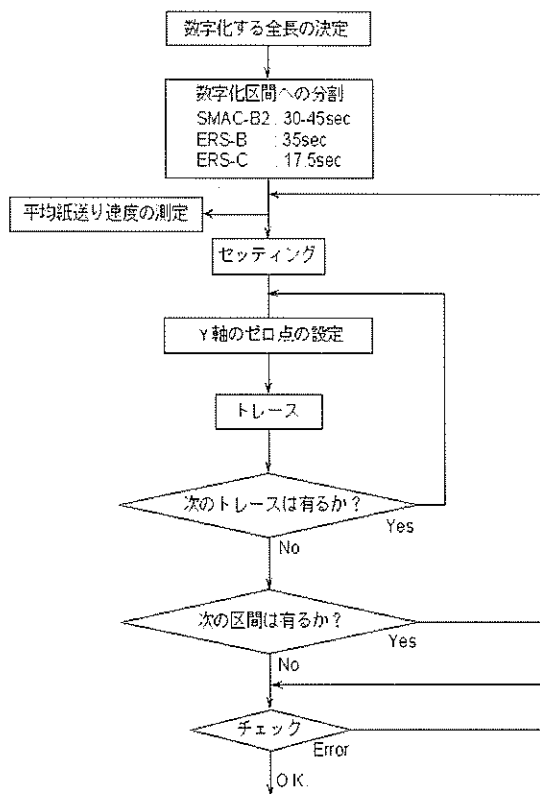 数字化する全長の決定
数字化区間への分割
SMAC-B2 : 30-45sec
ERS-B : 35sec
ERS-C : 17.5sec
平均紙送り速度の測定
セッティング
Y軸のゼロ点の設定
トレース
次のトレースは有るか？
Yes
No
次の区間は有るか？
Yes
No
チェック
Error
O K.